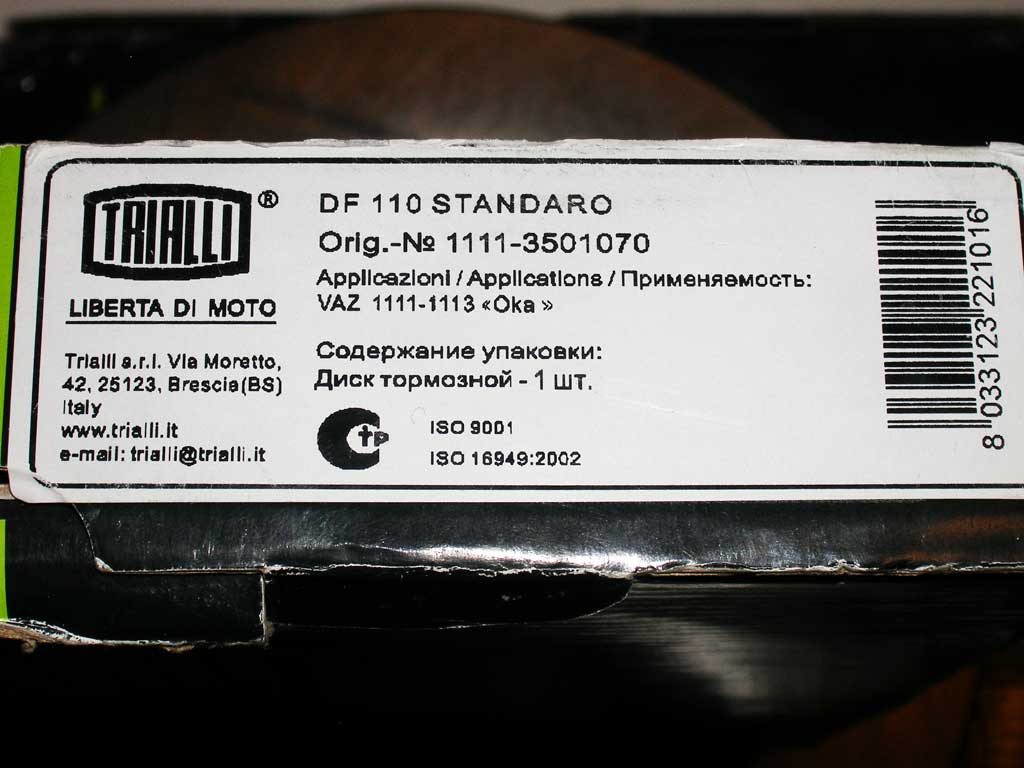 TRIALLI ®
LIBERTA DI MOTO
Trialli s.r.l. Via Moretto,
42, 25123, Brescia(BS)
Italy
www.trialli.it
e-mail: trialli@trialli.it
DF 110 STANDARO
Orig.-№ 1111-3501070
Applicazioni / Applications / Применяемость:
VAZ 1111-1113 «Oka »
Содержание упаковки:
Диск тормозной - 1 шт.
ISO 9001
ISO 16949:2002
8 033123 221016